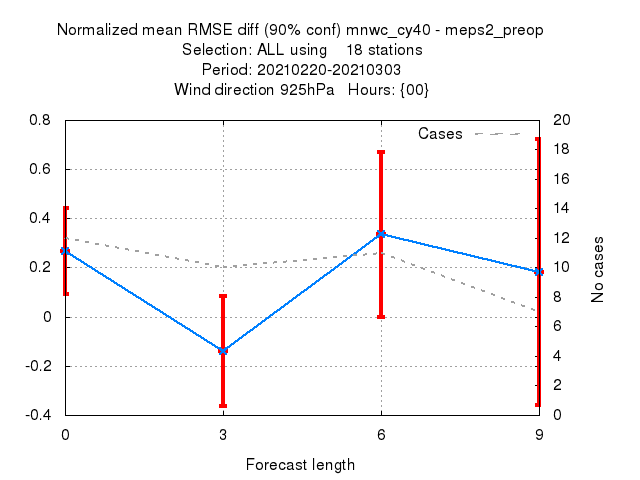 Normalized mean RMSE diff (90% conf) mnwc_cy40 - meps2_preop
Selection: ALL using 18 stations
Period: 20210220-20210303
Wind direction 925hPa Hours: {00}
Cases
0.8
0.6
0.4
0.2
0
-0.2
-0.4
20
18
16
14
12
10
8
6
4
2
0
No cases
0 3 6 9
Forecast length